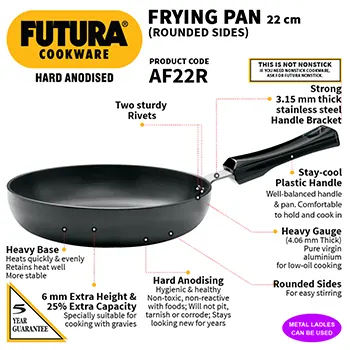 FUTURA®
COOKWARE
HARD ANODISED
FRYING PAN 22 cm
(ROUNDED SIDES)
PRODUCT CODE
AF22R
THIS IS NOT NONSTICK
IF YOU NEED NONSTICK COOKWARE,
ASK FOR FUTURA NONSTICK.
Strong
3.15 mm thick
stainless steel
Handle Bracket
Two sturdy
Rivets
Stay-cool
Plastic Handle
Well-balanced handle
& pan. Comfortable
to hold and cook in
Heavy Gauge
(4.06 mm Thick)
Pure virgin
aluminium
for low-oil cooking
Rounded Sides
For easy stirring
Heavy Base
Heats quickly & evenly
Retains heat well
More stable
6 mm Extra Height &
25% Extra Capacity
Specially suitable for
cooking with gravies
Hard Anodising
Hygienic & healthy
Non-toxic, non-reactive
with foods; Will not pit,
tarnish or corrode; Stays
looking new for years
5
YEAR
GUARANTEE
METAL LADLES
CAN BE USED